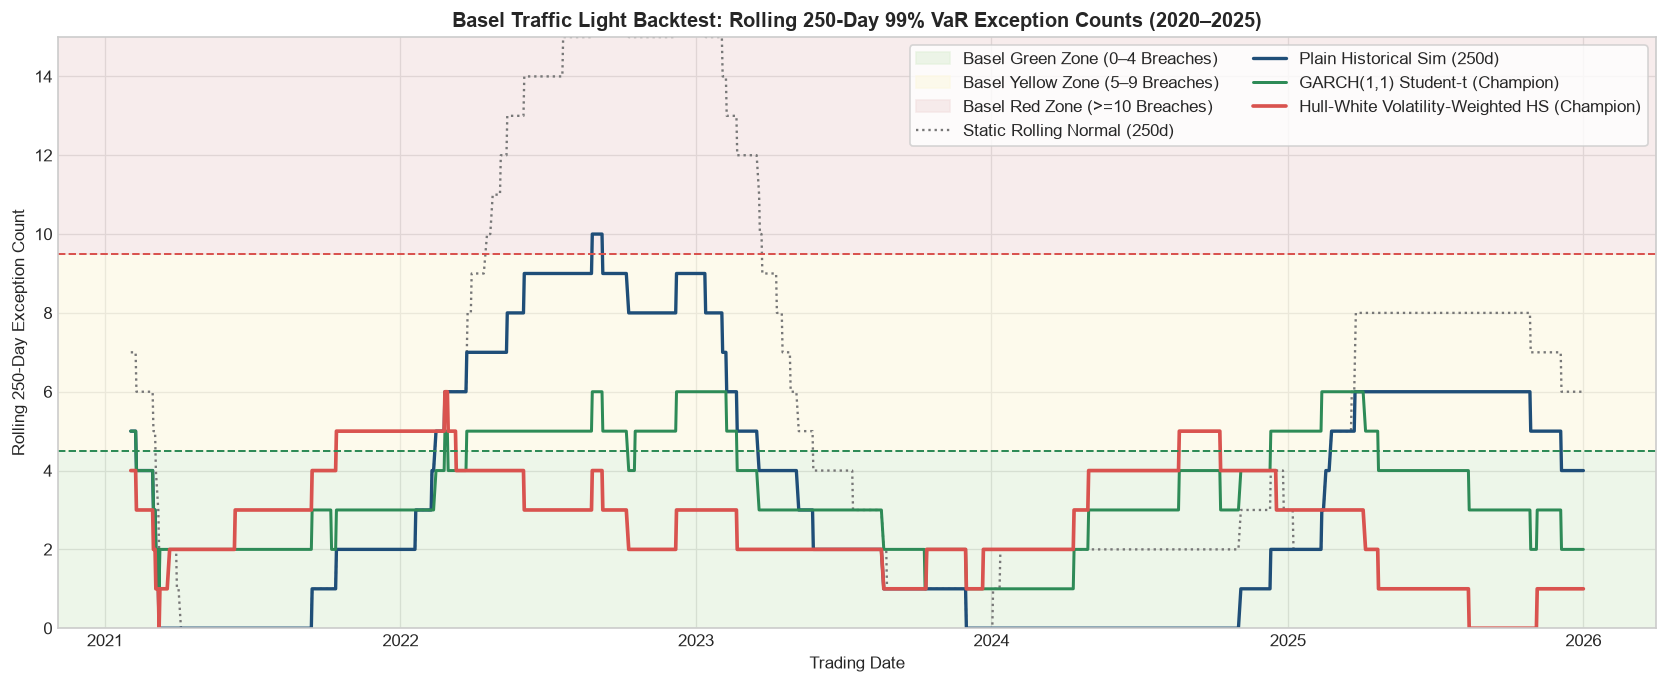 Basel Traffic Light Backtest: Rolling 250-Day 99% VaR Exception Counts (2020–2025)
Basel Green Zone (0–4 Breaches)
Basel Yellow Zone (5–9 Breaches)
Basel Red Zone (>=10 Breaches)
Static Rolling Normal (250d)
Plain Historical Sim (250d)
GARCH(1,1) Student-t (Champion)
Hull-White Volatility-Weighted HS (Champion)
Rolling 250-Day Exception Count
14
12
10
8
6
4
2
0
2021
2022
2023
2024
2025
2026
Trading Date